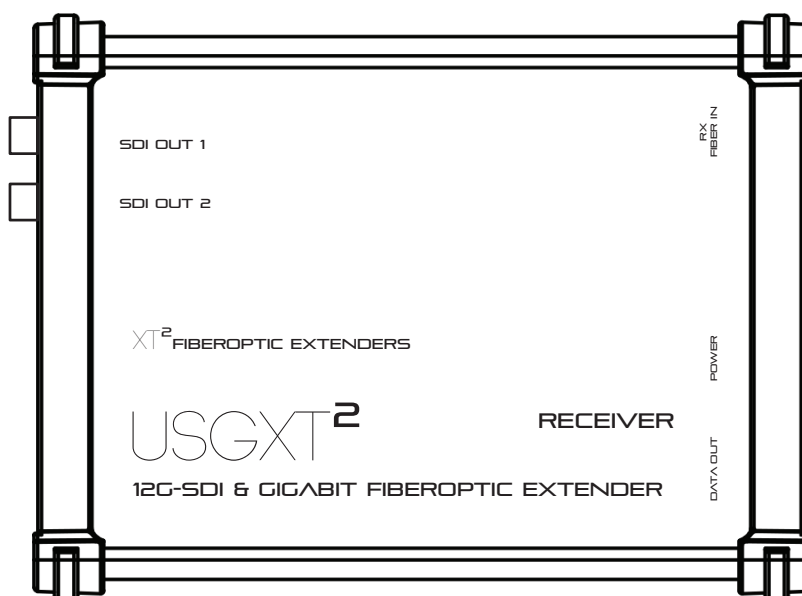 SDI OUT 1
RX
FIBER IN
SDI OUT 2
XT² FIBEROPTIC EXTENDERS
POWER
USGXT²
RECEIVER
DATA OUT
12G-SDI & GIGABIT FIBEROPTIC EXTENDER